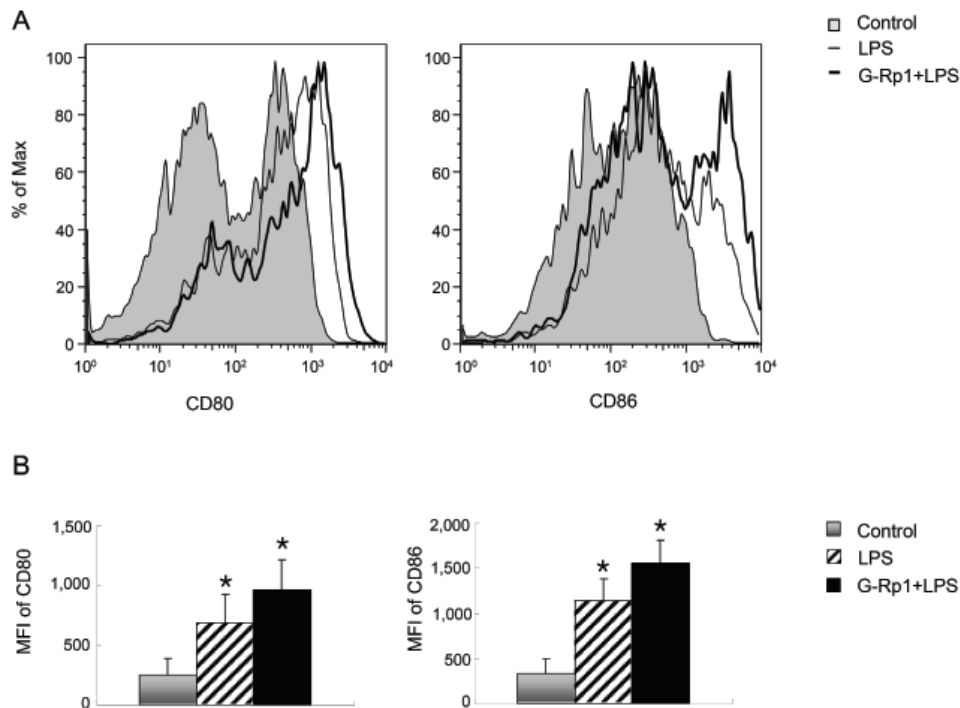 A
Control
LPS
G-Rp1+LPS
% of Max
100
80
60
40
20
0
10⁰ 10¹ 10² 10³ 10⁴
CD80
100
80
60
40
20
0
10⁰ 10¹ 10² 10³ 10⁴
CD86
B
MFI of CD80
1,500
1,000
500
0
* *
MFI of CD86
2,000
1,500
1,000
500
0
* *
Control
LPS
G-Rp1+LPS